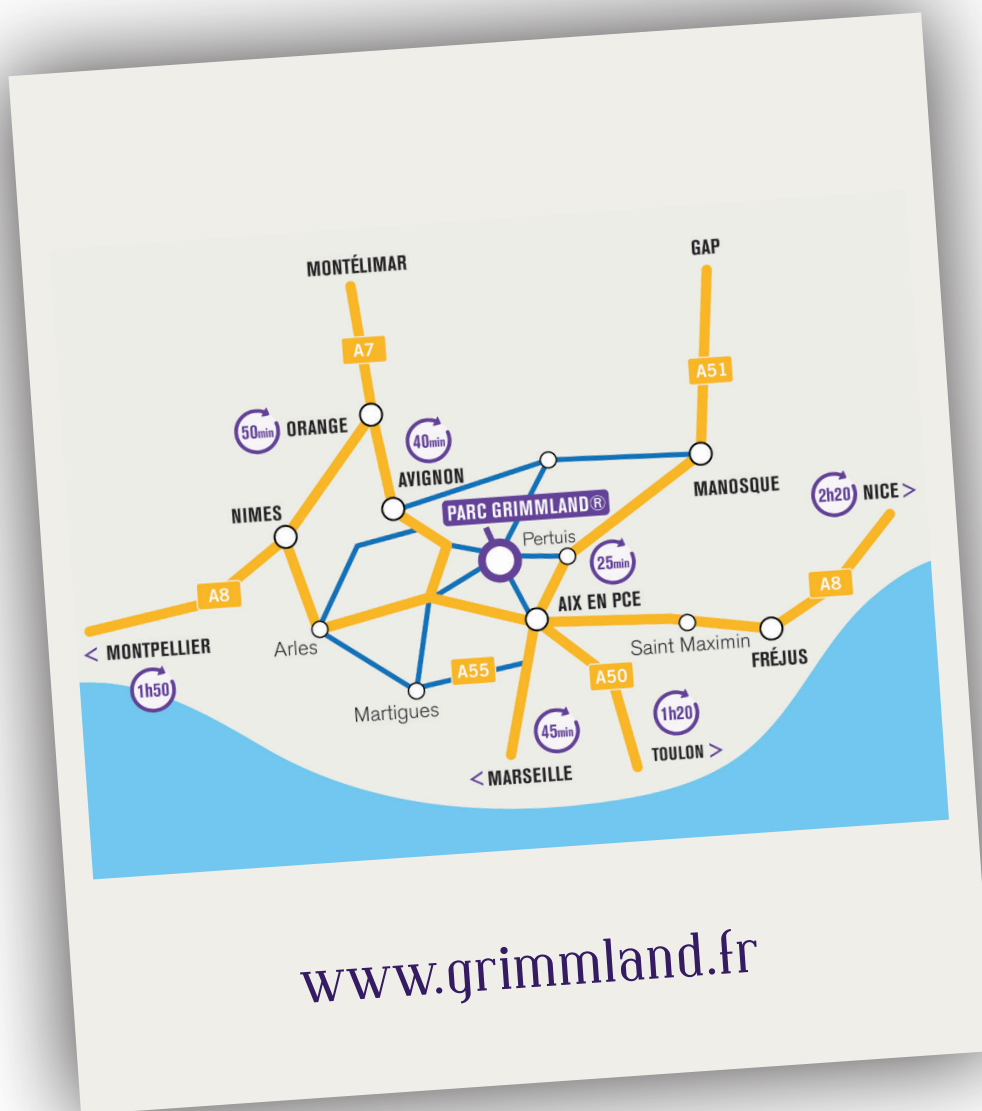 MONTÉLIMAR
GAP
A7
A51
50min ORANGE
40min
AVIGNON
MANOSQUE
2h20 NICE >
NIMES
PARC GRIMMLAND®
Pertuis
25min
A8
A8
AIX EN PCE
< MONTPELLIER
1h50
Arles
Saint Maximin
FRÉJUS
A55
A50
Martigues
45min
1h20
< MARSEILLE
TOULON >
www.grimmland.fr